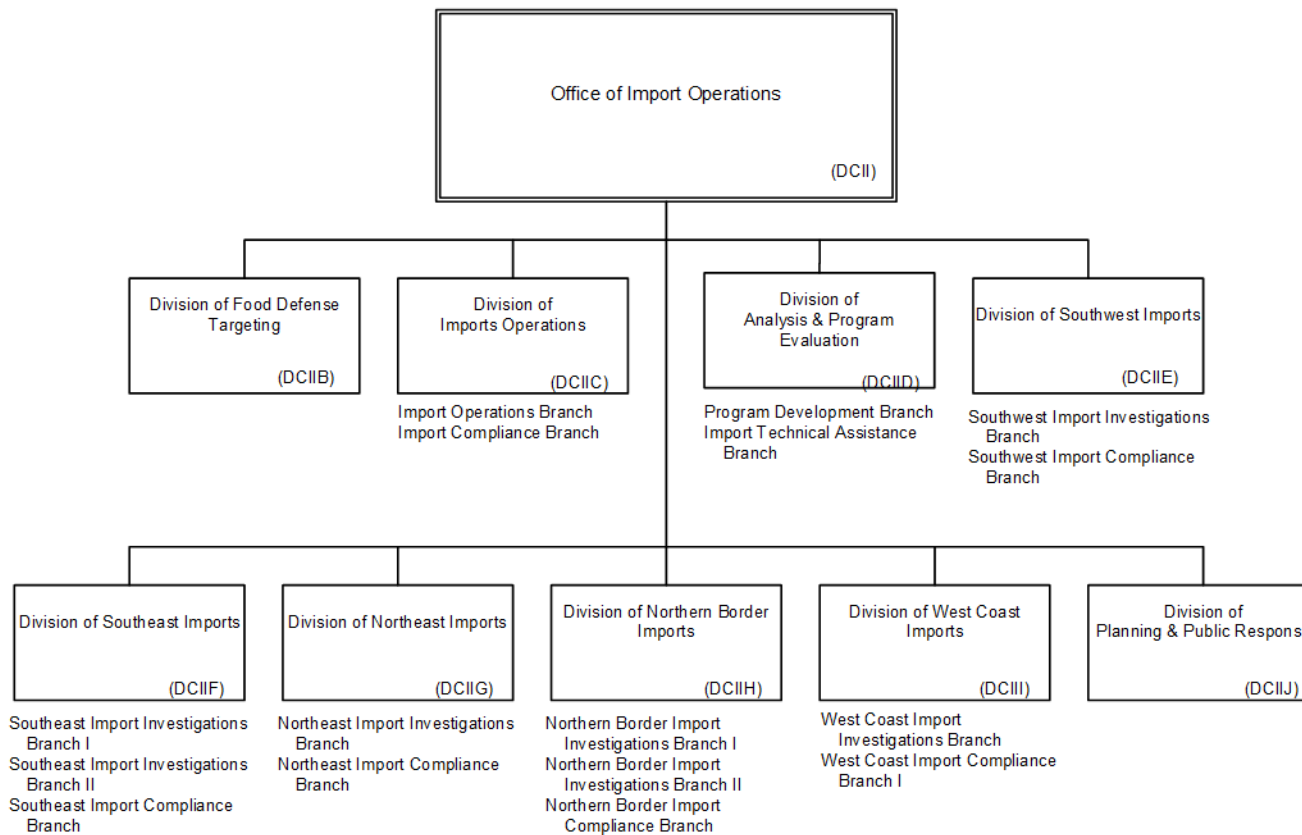 Office of Import Operations
(DCII)
Division of Food Defense
Targeting
(DCIIB)
Division of
Imports Operations
(DCIIC)
Import Operations Branch
Import Compliance Branch
Division of
Analysis & Program
Evaluation
(DCIID)
Program Development Branch
Import Technical Assistance
Branch
Division of Southwest Imports
(DCIIE)
Southwest Import Investigations
Branch
Southwest Import Compliance
Branch
Division of Southeast Imports
(DCIIF)
Southeast Import Investigations
Branch I
Southeast Import Investigations
Branch II
Southeast Import Compliance
Branch
Division of Northeast Imports
(DCIIG)
Northeast Import Investigations
Branch
Northeast Import Compliance
Branch
Division of Northern Border
Imports
(DCIIH)
Northern Border Import
Investigations Branch I
Northern Border Import
Investigations Branch II
Northern Border Import
Compliance Branch
Division of West Coast
Imports
(DCIII)
West Coast Import
Investigations Branch
West Coast Import Compliance
Branch I
Division of
Planning & Public Respons
(DCIIJ)